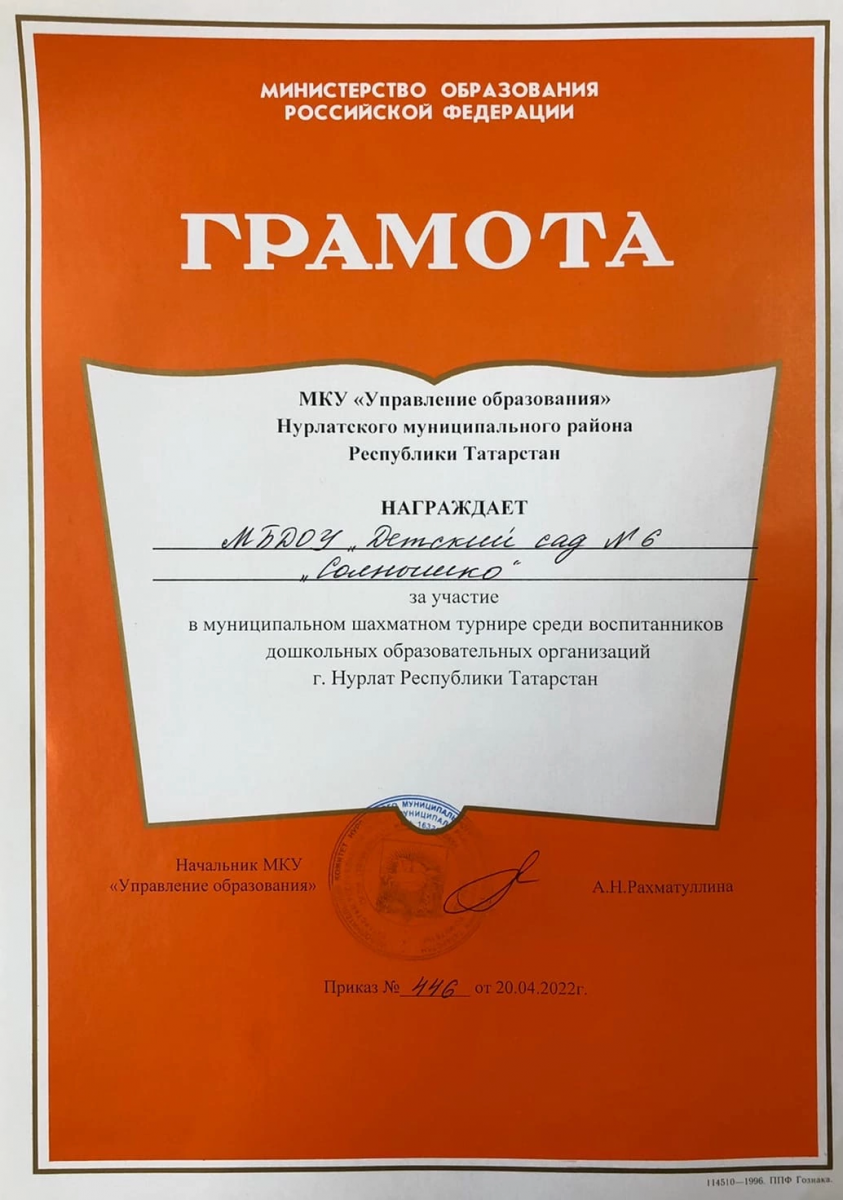 МИНИСТЕРСТВО ОБРАЗОВАНИЯ
РОССИЙСКОЙ ФЕДЕРАЦИИ
ГРАМОТА
МКУ «Управление образования»
Нурлатского муниципального района
Республики Татарстан
НАГРАЖДАЕТ
МБДОУ „Детский сад №6
„Солнышко“
за участие
в муниципальном шахматном турнире среди воспитанников
дошкольных образовательных организаций
г. Нурлат Республики Татарстан
Начальник МКУ
«Управление образования»
А.Н.Рахматуллина
Приказ № 446 от 20.04.2022г.
114510—1996. ППФ Гознака.